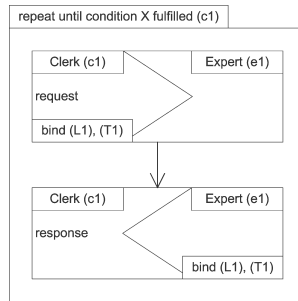 repeat until condition X fulfilled (c1)
Clerk (c1) Expert (e1)
request
bind (L1), (T1)
Clerk (c1) Expert (e1)
response
bind (L1), (T1)